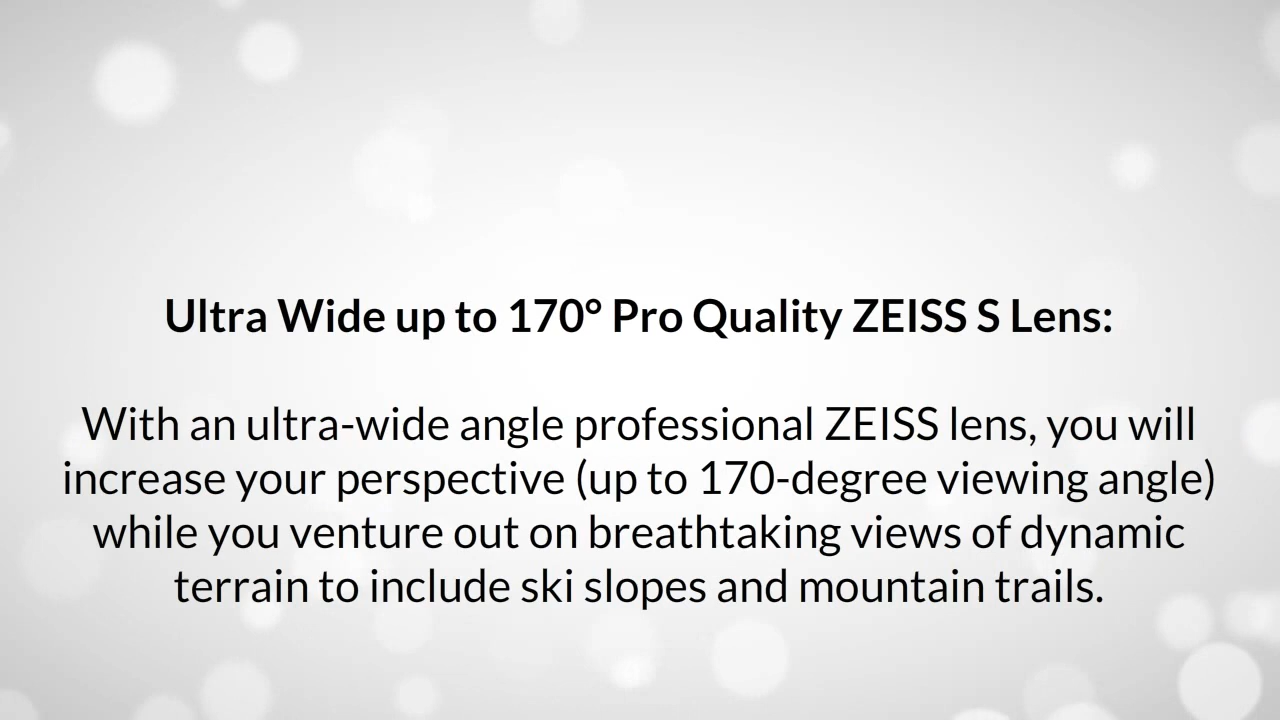 Ultra Wide up to 170° Pro Quality ZEISS S Lens:
With an ultra-wide angle professional ZEISS lens, you will
increase your perspective (up to 170-degree viewing angle)
while you venture out on breathtaking views of dynamic
terrain to include ski slopes and mountain trails.